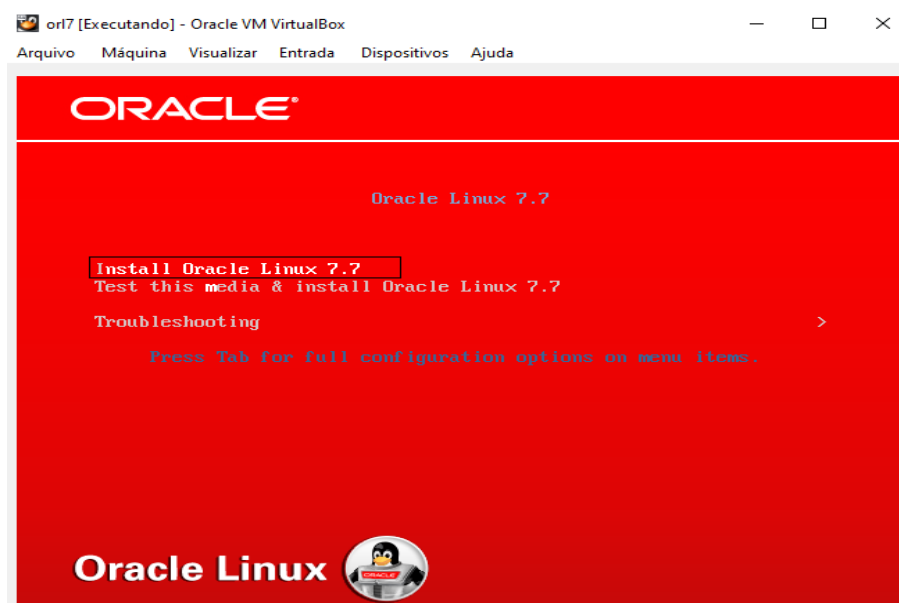 orl7 [Executando] - Oracle VM VirtualBox
Arquivo Máquina Visualizar Entrada Dispositivos Ajuda
ORACLE®
Oracle Linux 7.7
Install Oracle Linux 7.7
Test this media & install Oracle Linux 7.7
Troubleshooting >
Press Tab for full configuration options on menu items.
Oracle Linux
ORACLE